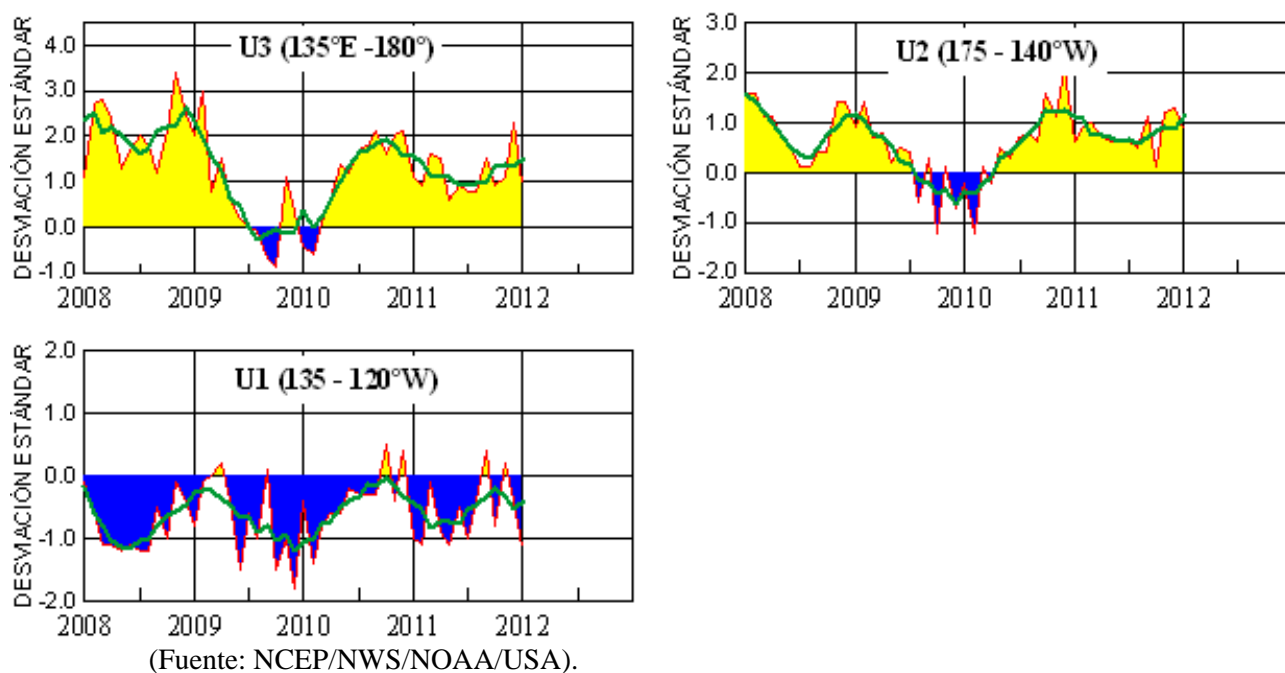 DESVIACIÓN ESTÁNDAR
4.0
3.0
2.0
1.0
0.0
-1.0
U3 (135°E -180°)
2008 2009 2010 2011 2012
DESVIACIÓN ESTÁNDAR
3.0
2.0
1.0
0.0
-1.0
-2.0
U2 (175 - 140°W)
2008 2009 2010 2011 2012
DESVIACIÓN ESTÁNDAR
2.0
1.0
0.0
-1.0
-2.0
U1 (135 - 120°W)
2008 2009 2010 2011 2012
(Fuente: NCEP/NWS/NOAA/USA).